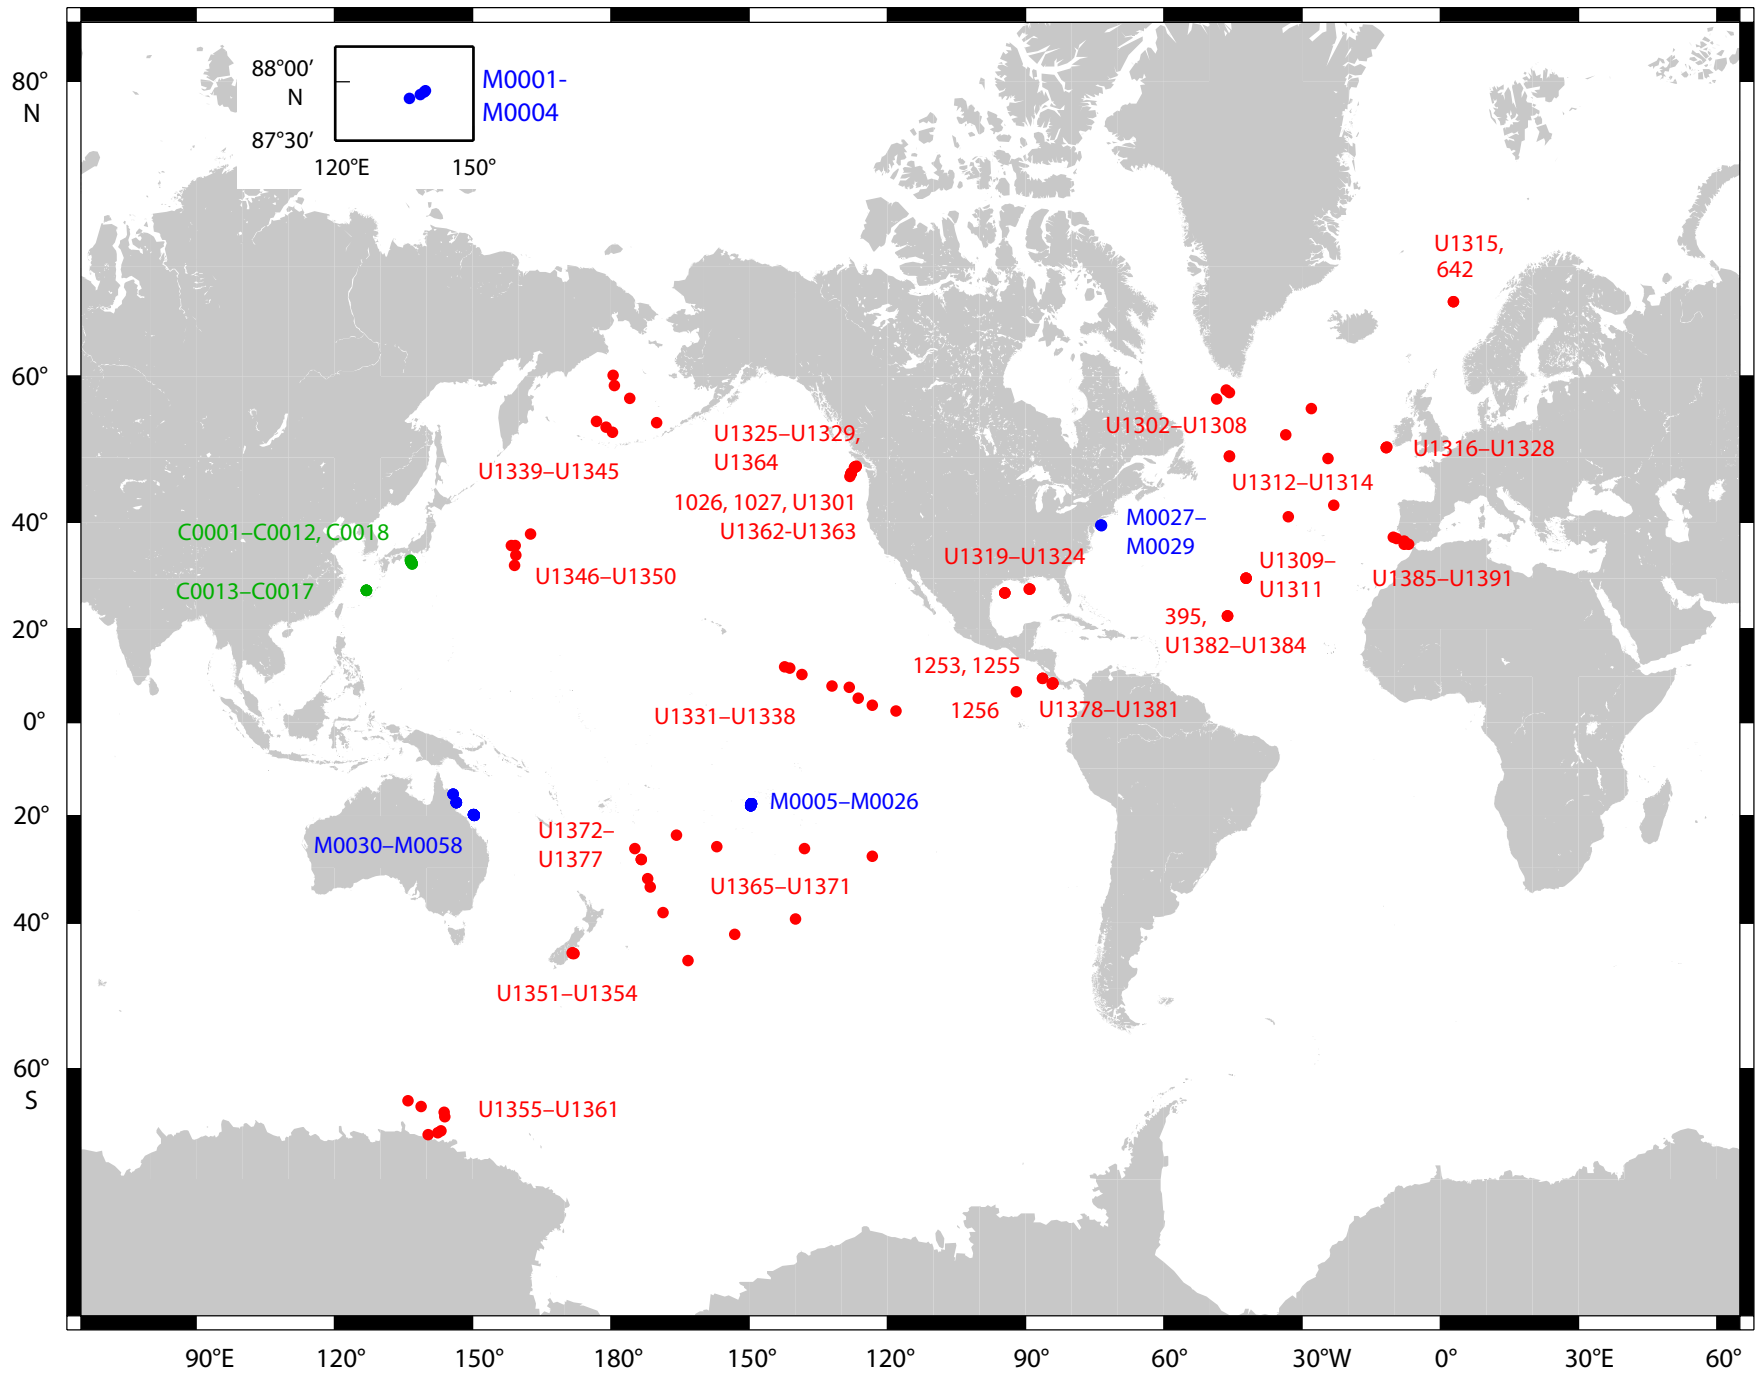 88°00′
N
87°30′
120°E 150°
M0001-
M0004
80°
N
60°
40°
20°
0°
20°
40°
60°
S
U1315,
642
U1302–U1308
U1316–U1328
U1325–U1329,
U1364
U1339–U1345
U1312–U1314
1026, 1027, U1301
U1362-U1363
M0027–
M0029
C0001–C0012, C0018
C0013–C0017
U1346–U1350
U1319–U1324
U1309–
U1311
U1385–U1391
395,
U1382–U1384
1253, 1255
1256
U1378–U1381
U1331–U1338
M0005–M0026
M0030–M0058
U1372–
U1377
U1365–U1371
U1351–U1354
U1355–U1361
90°E 120° 150° 180° 150° 120° 90° 60° 30°W 0° 30°E 60°